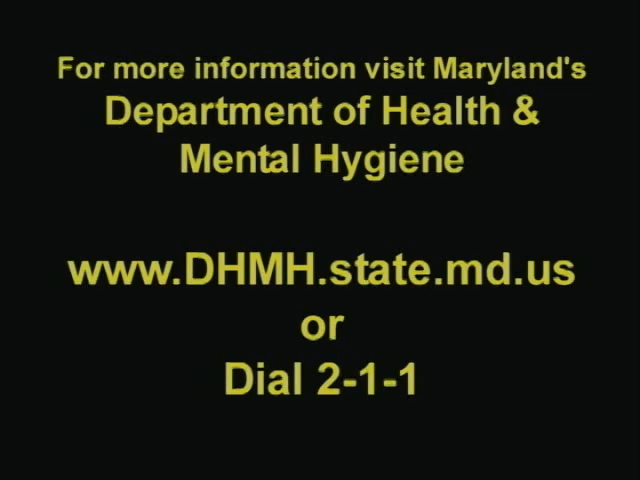 For more information visit Maryland's
Department of Health &
Mental Hygiene
www.DHMH.state.md.us
or
Dial 2-1-1